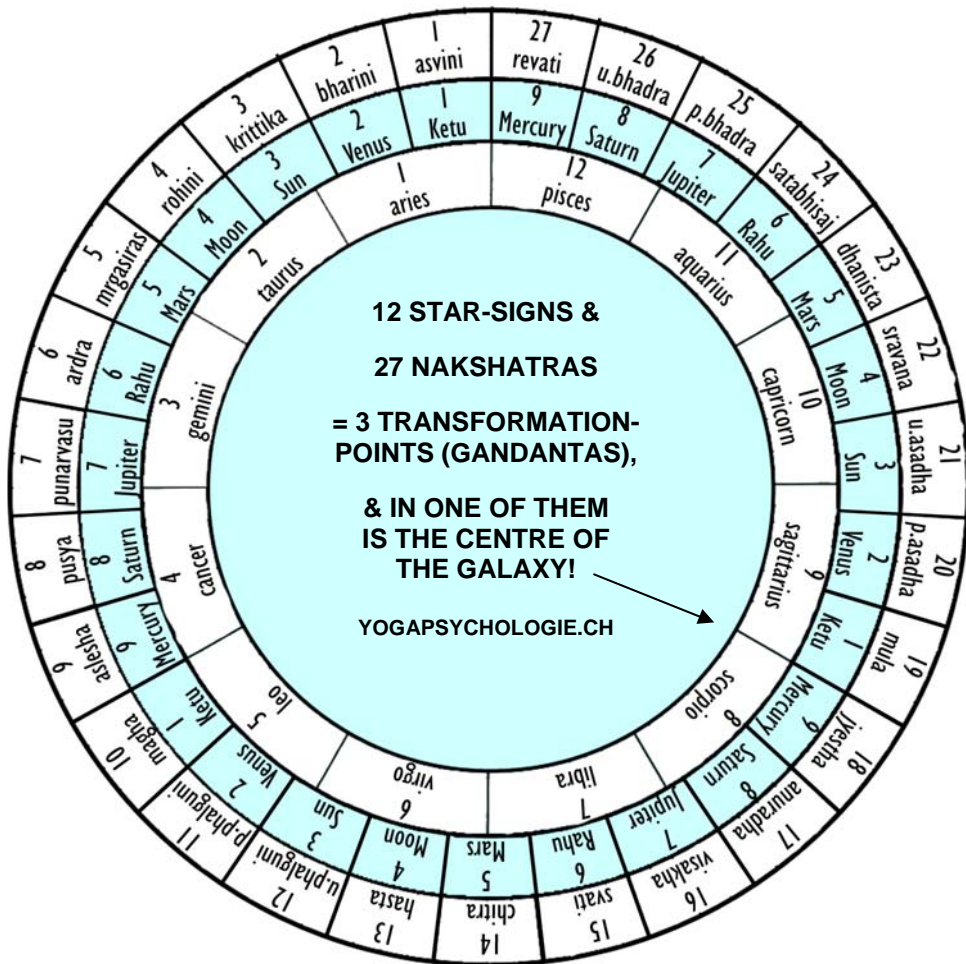 1
asvini
2
bharini
3
krittika
4
rohini
5
mrgasiras
6
ardra
7
punarvasu
8
pusya
9
aslesha
10
magha
11
p.phalguni
12
u.phalguni
13
hasta
14
chitra
15
svati
16
visakha
17
anuradha
18
jyestha
19
mula
20
p.asadha
21
u.asadha
22
sravana
23
dhanista
24
satabhisaj
25
p.bhadra
26
u.bhadra
27
revati
1
Ketu
2
Venus
3
Sun
4
Moon
5
Mars
6
Rahu
7
Jupiter
8
Saturn
9
Mercury
1
Ketu
2
Venus
3
Sun
4
Moon
5
Mars
6
Rahu
7
Jupiter
8
Saturn
9
Mercury
1
Ketu
2
Venus
3
Sun
4
Moon
5
Mars
6
Rahu
7
Jupiter
8
Saturn
9
Mercury
1
aries
2
taurus
3
gemini
4
cancer
5
leo
6
virgo
7
libra
8
scorpio
9
sagittarius
10
capricorn
11
aquarius
12
pisces
12 STAR-SIGNS &
27 NAKSHATRAS
= 3 TRANSFORMATION-
POINTS (GANDANTAS),
& IN ONE OF THEM
IS THE CENTRE OF
THE GALAXY!
YOGAPSYCHOLOGIE.CH